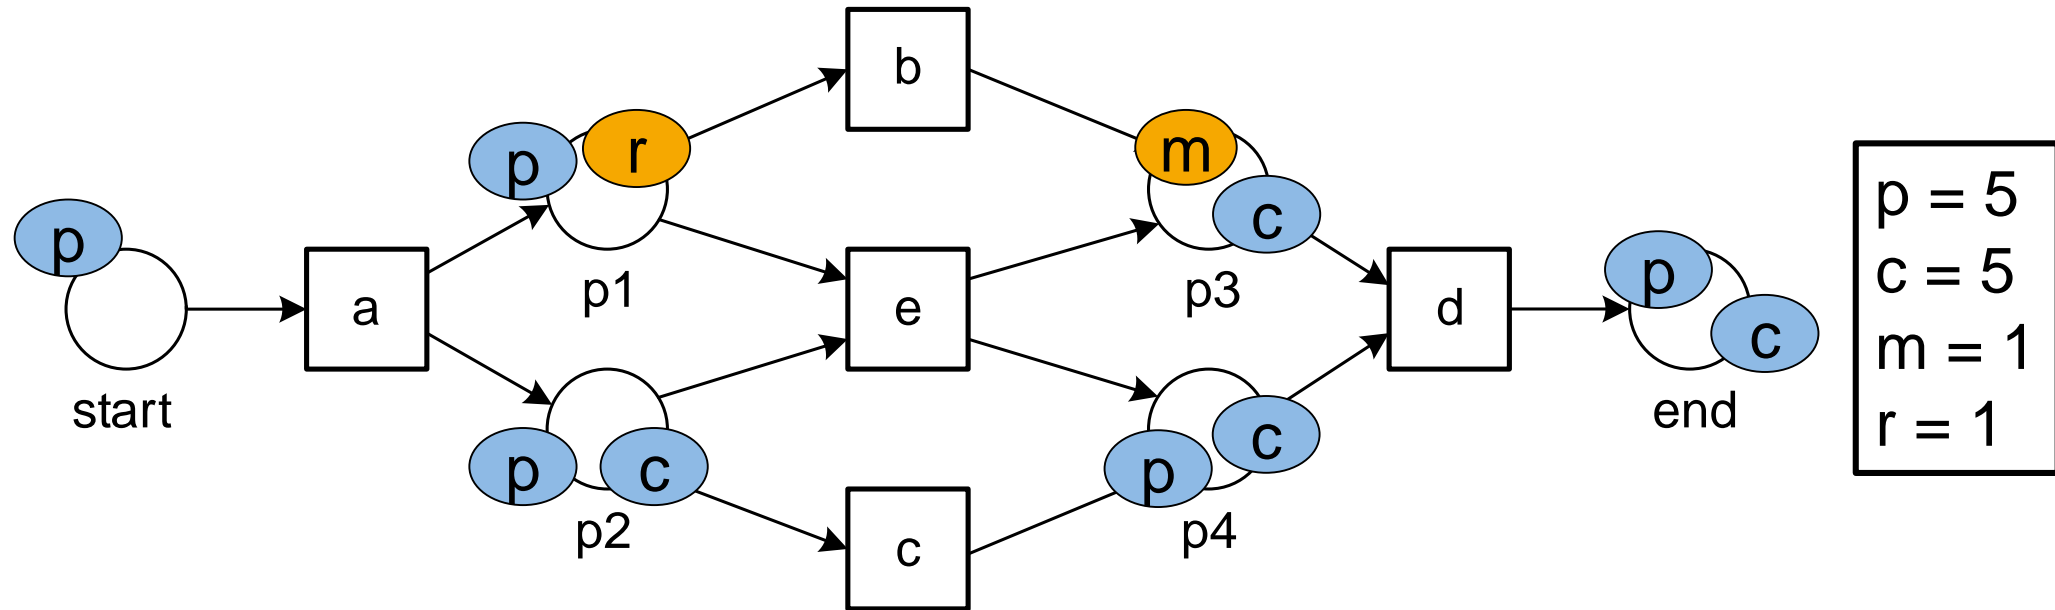 b
p
r
m
p
c
a
p1
e
p3
d
p
c
start
p
c
p2
c
p
c
p4
end
p = 5
c = 5
m = 1
r = 1